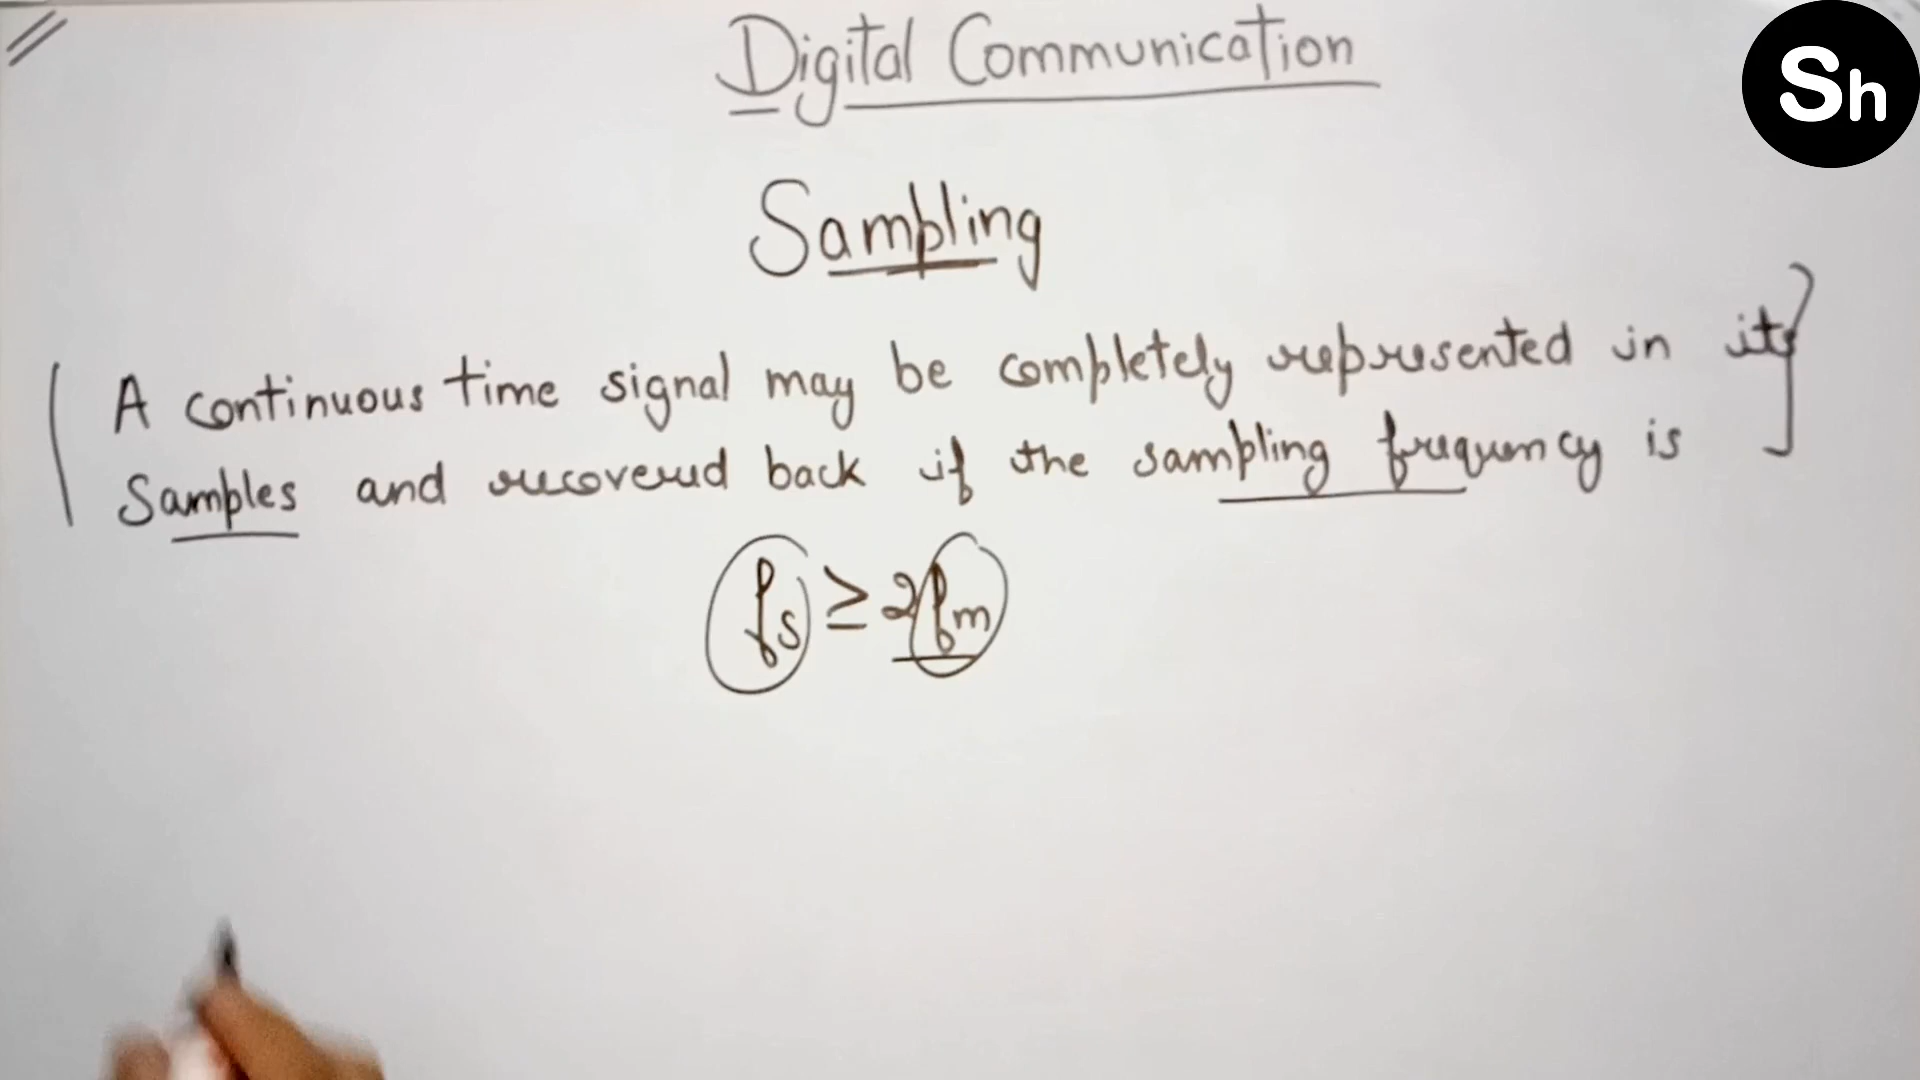 Digital Communication
Sh
Sampling
A continuous time signal may be completely represented in its
Samples and recovered back if the sampling frequency is
fs ≥ 2fm